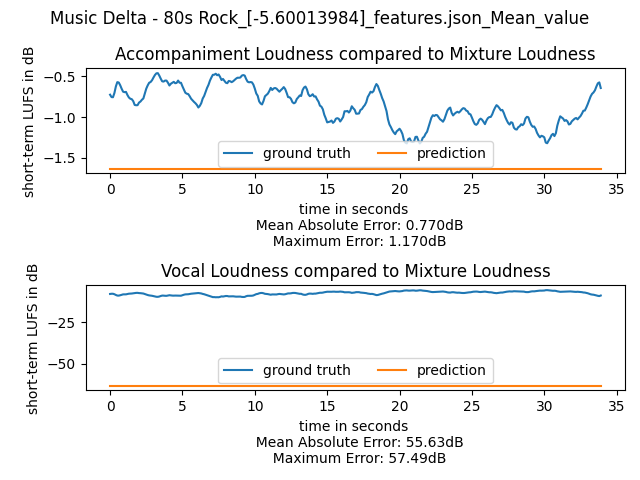 Music Delta - 80s Rock_[-5.60013984]_features.json_Mean_value
Accompaniment Loudness compared to Mixture Loudness
short-term LUFS in dB
−0.5
−1.0
−1.5
ground truth
prediction
0 5 10 15 20 25 30 35
time in seconds
Mean Absolute Error: 0.770dB
Maximum Error: 1.170dB
Vocal Loudness compared to Mixture Loudness
short-term LUFS in dB
−25
−50
ground truth
prediction
0 5 10 15 20 25 30 35
time in seconds
Mean Absolute Error: 55.63dB
Maximum Error: 57.49dB